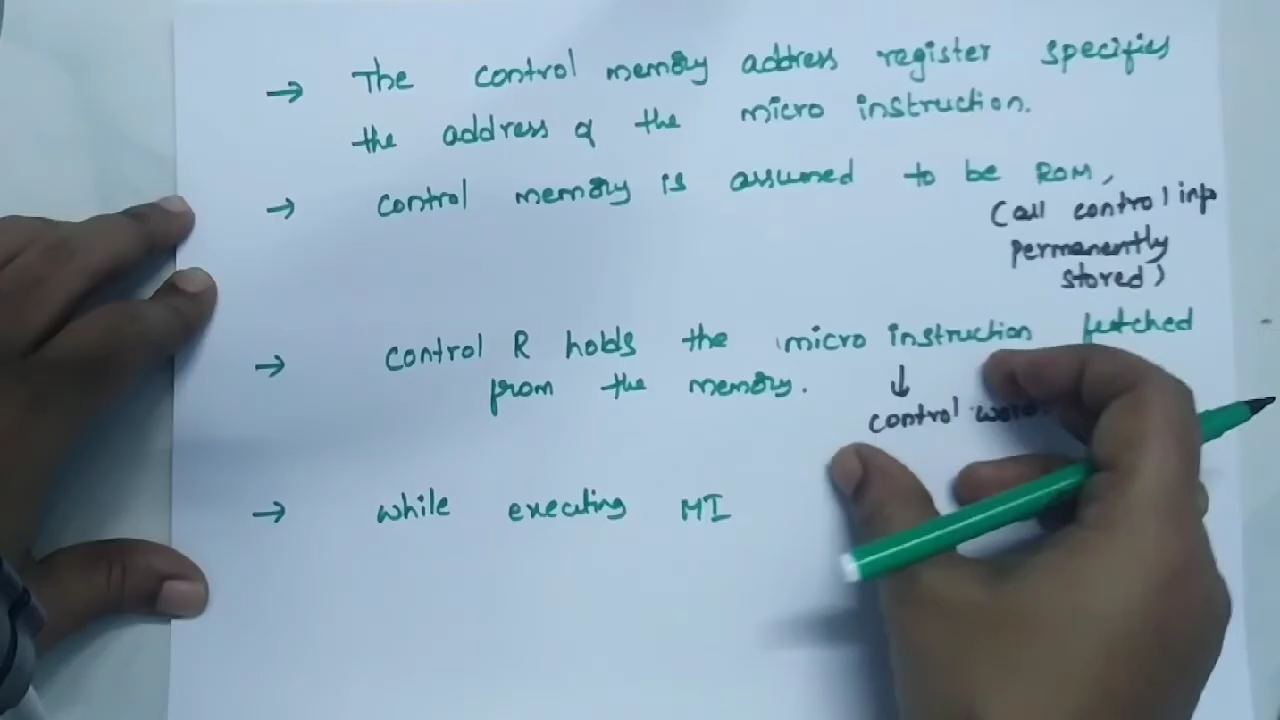 → The control memory address register specifies
the address of the micro instruction.
→ control memory is assumed to be ROM,
(all control info
permanently
stored)
→ control R holds the micro instruction fetched
from the memory.
↓
control word.
→ while executing MI